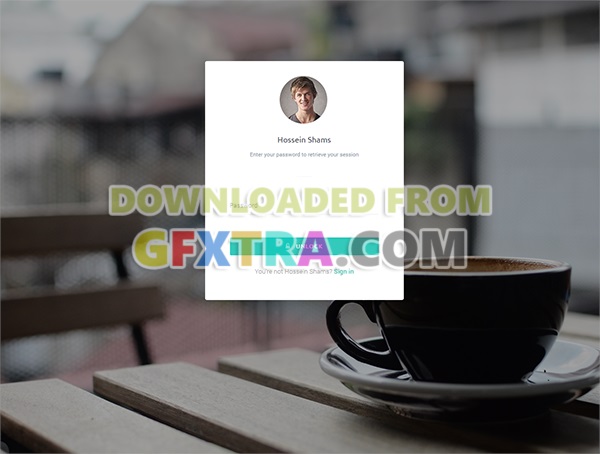 Hossein Shams
Enter your password to retrieve your session
Password
DOWNLOADED FROM
UNLOCK
GFXTRA.COM
You're not Hossein Shams? Sign in